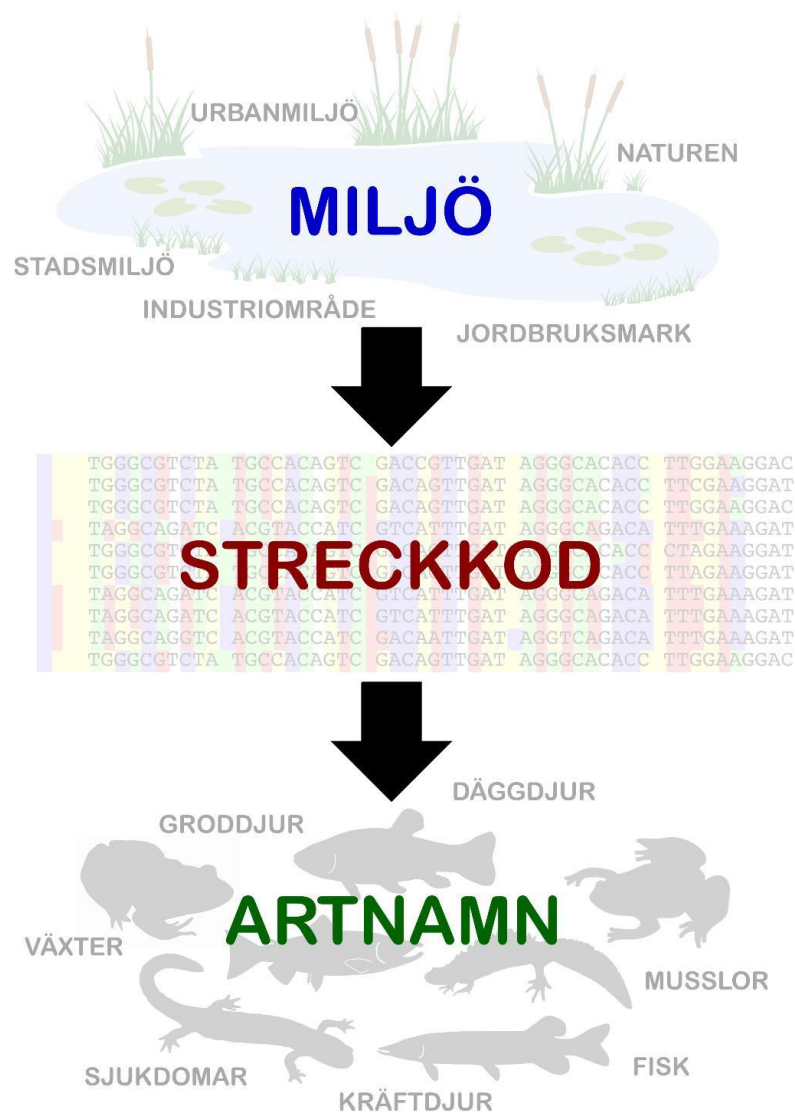 URBANMILJÖ
NATUREN
MILJÖ
STADSMILJÖ
INDUSTRIOMRÅDE
JORDBRUKSMARK
TGGGCGTCTA TGCCACAGTC GACCGTTGAT AGGGCACACC TTGGAAGGAC
TGGGCGTCTA TGCCACAGTC GACAGTTGAT AGGGCACACC TTCGAAGGAT
TGGGCGTCTA TGCCACAGTC GACAGTTGAT AGGGCACACC TTGGAAGGAC
TAGGCAGATC ACGTACCATC GTCATTTGAT AGGGCAGACA TTTGAAAGAT
CTAGAAGGAT
STRECKKOD
TTAGAAGGAT
TTTGAAAGAT
TAGGCAGATC ACGTACCATC GTCATTTGAT AGGGCAGACA TTTGAAAGAT
TAGGCAGGTC ACGTACCATC GACAATTGAT AGGTCAGACA TTTGAAAGAT
TGGGCGTCTA TGCCACAGTC GACAGTTGAT AGGGCACACC TTGGAAGGAC
DÄGGDJUR
GRODDJUR
ARTNAMN
VÄXTER
MUSSLOR
FISK
SJUKDOMAR
KRÄFTDJUR